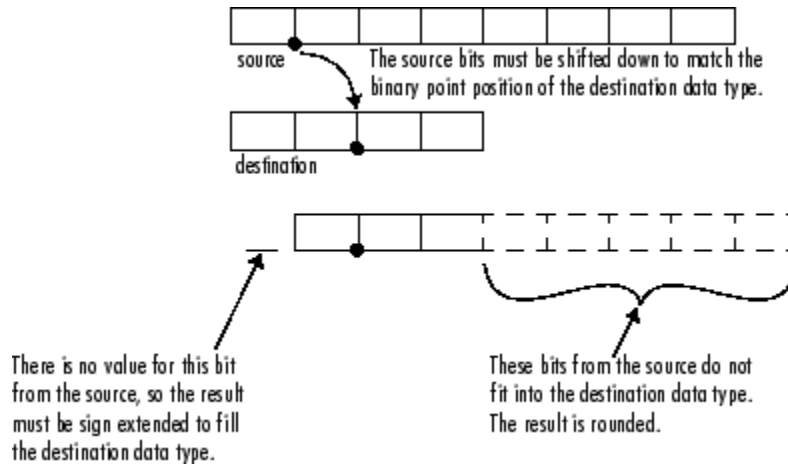 source
The source bits must be shifted down to match the
binary point position of the destination data type.
destination
There is no value for this bit
from the source, so the result
must be sign extended to fill
the destination data type.
These bits from the source do not
fit into the destination data type.
The result is rounded.